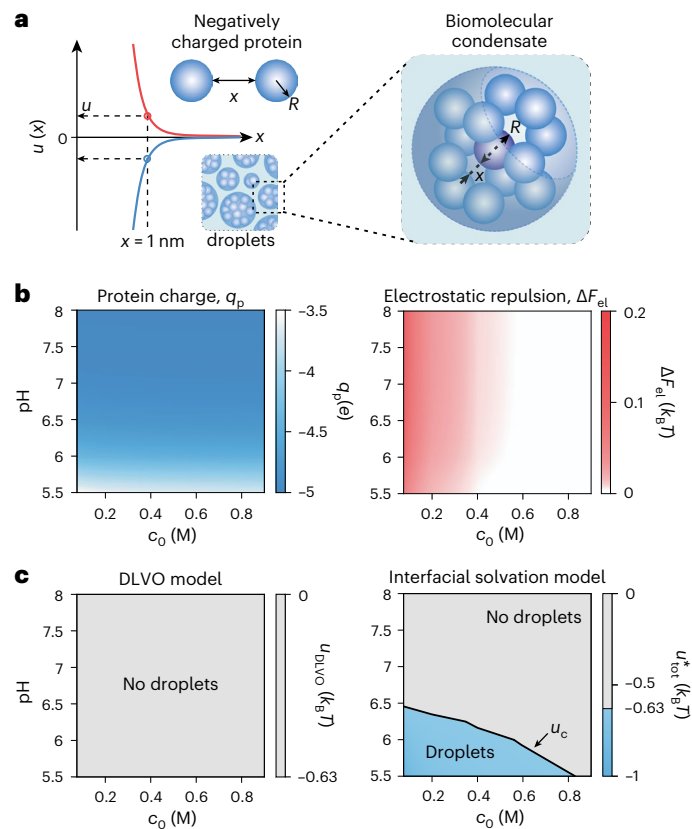 a
Negatively
charged protein
Biomolecular
condensate
u
u (x)
0
x
x
R
R
x
x = 1 nm
droplets
b
Protein charge, qp
Electrostatic repulsion, ΔFel
8
7.5
7
6.5
6
5.5
pH
0.2 0.4 0.6 0.8
c0 (M)
−3.5
−4
−4.5
−5
qp(e)
8
7.5
7
6.5
6
5.5
0.2 0.4 0.6 0.8
c0 (M)
0.2
0.1
0
ΔFel (kBT)
c
DLVO model
Interfacial solvation model
8
7.5
7
6.5
6
5.5
pH
No droplets
0.2 0.4 0.6 0.8
c0 (M)
0
−0.63
uDLVO (kBT)
8
7.5
7
6.5
6
5.5
No droplets
uc
Droplets
0.2 0.4 0.6 0.8
c0 (M)
0
−0.5
−0.63
−1
u*tot (kBT)